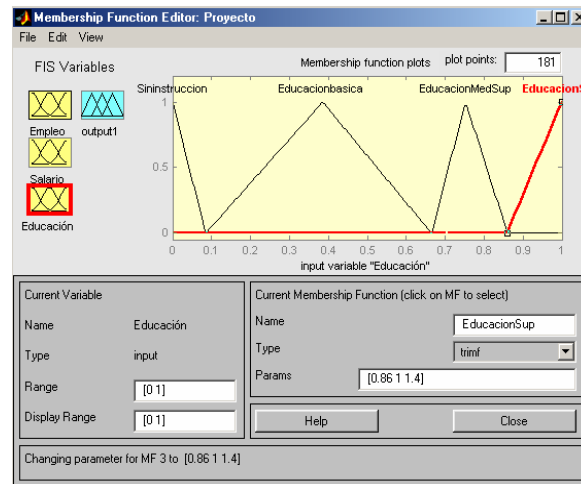 Membership Function Editor: Proyecto
File Edit View
FIS Variables
Membership function plots plot points: 181
Sininstruccion Educacionbasica EducacionMedSup EducacionS
Empleo output1
Salario
Educación
1
0.5
0
0 0.1 0.2 0.3 0.4 0.5 0.6 0.7 0.8 0.9 1
input variable "Educación"
Current Variable
Name Educación
Type input
Range [0 1]
Display Range [0 1]
Current Membership Function (click on MF to select)
Name EducacionSup
Type trimf
Params [0.86 1 1.4]
Help Close
Changing parameter for MF 3 to [0.86 1 1.4]